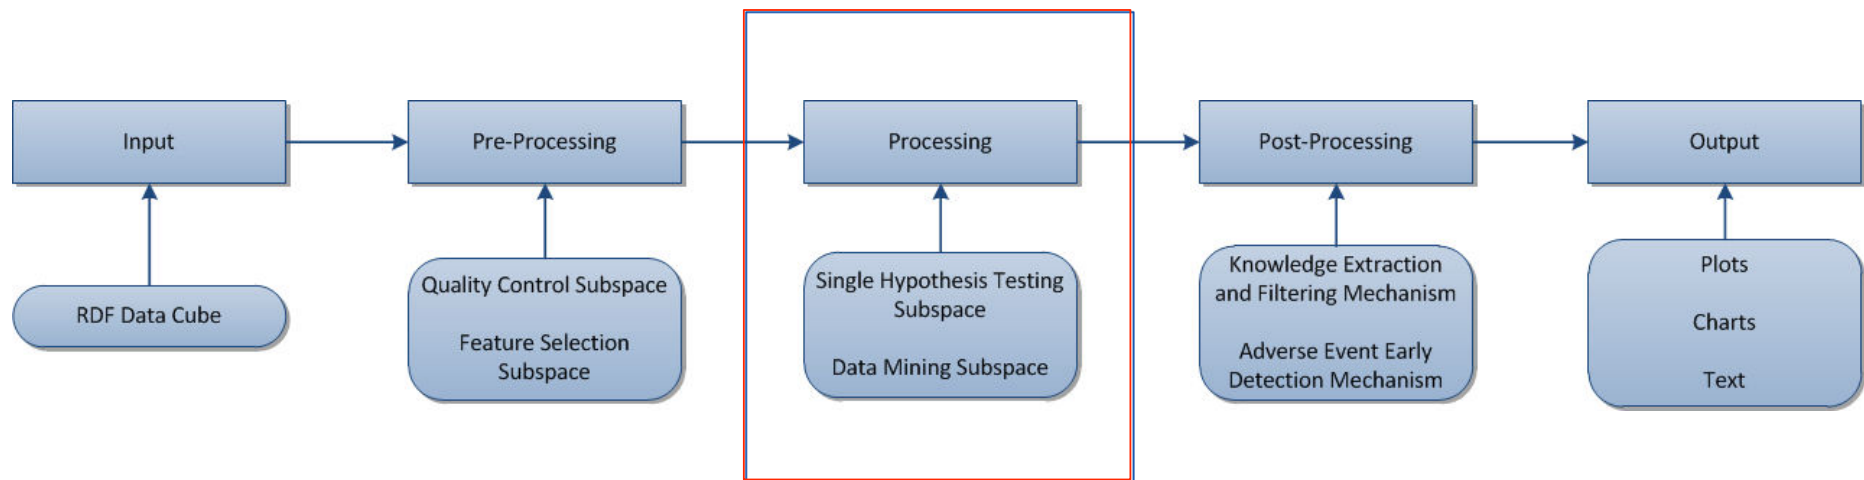 Input
Pre-Processing
Processing
Post-Processing
Output
RDF Data Cube
Quality Control Subspace
Feature Selection
Subspace
Single Hypothesis Testing
Subspace
Data Mining Subspace
Knowledge Extraction
and Filtering Mechanism
Adverse Event Early
Detection Mechanism
Plots
Charts
Text